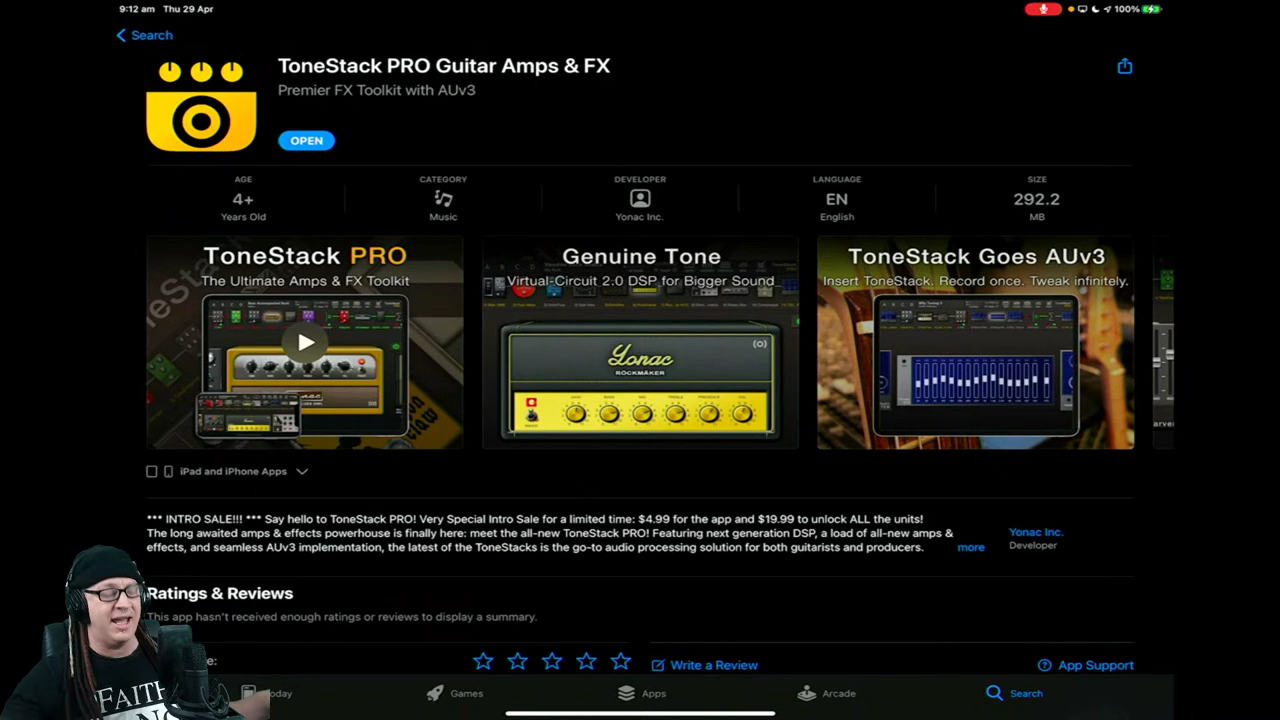 9:12 am Thu 29 Apr
100%
Search
ToneStack PRO Guitar Amps & FX
Premier FX Toolkit with AUv3
OPEN
AGE
4+
Years Old
CATEGORY
Music
DEVELOPER
Yonac Inc.
LANGUAGE
EN
English
SIZE
292.2
MB
ToneStack PRO
The Ultimate Amps & FX Toolkit
Genuine Tone
Virtual-Circuit 2.0 DSP for Bigger Sound
Yonac
ROCKMAKER
ToneStack Goes AUv3
Insert ToneStack. Record once. Tweak infinitely.
iPad and iPhone Apps
*** INTRO SALE!!! *** Say hello to ToneStack PRO! Very Special Intro Sale for a limited time: $4.99 for the app and $19.99 to unlock ALL the units!
The long awaited amps & effects powerhouse is finally here: meet the all-new ToneStack PRO! Featuring next generation DSP, a load of all-new amps &
effects, and seamless AUv3 implementation, the latest of the ToneStacks is the go-to audio processing solution for both guitarists and producers.
more
Yonac Inc.
Developer
Ratings & Reviews
This app hasn't received enough ratings or reviews to display a summary.
Write a Review
App Support
Games
Apps
Arcade
Search
FAITH